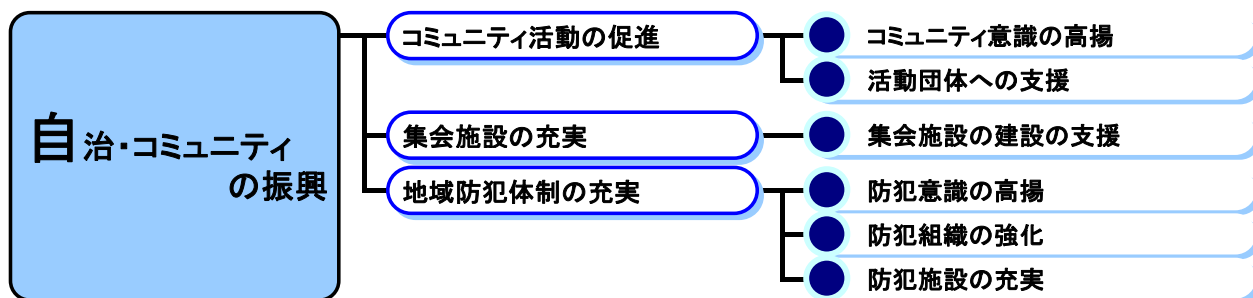 自治・コミュニティ
の振興
コミュニティ活動の促進
コミュニティ意識の高揚
活動団体への支援
集会施設の充実
集会施設の建設の支援
地域防犯体制の充実
防犯意識の高揚
防犯組織の強化
防犯施設の充実